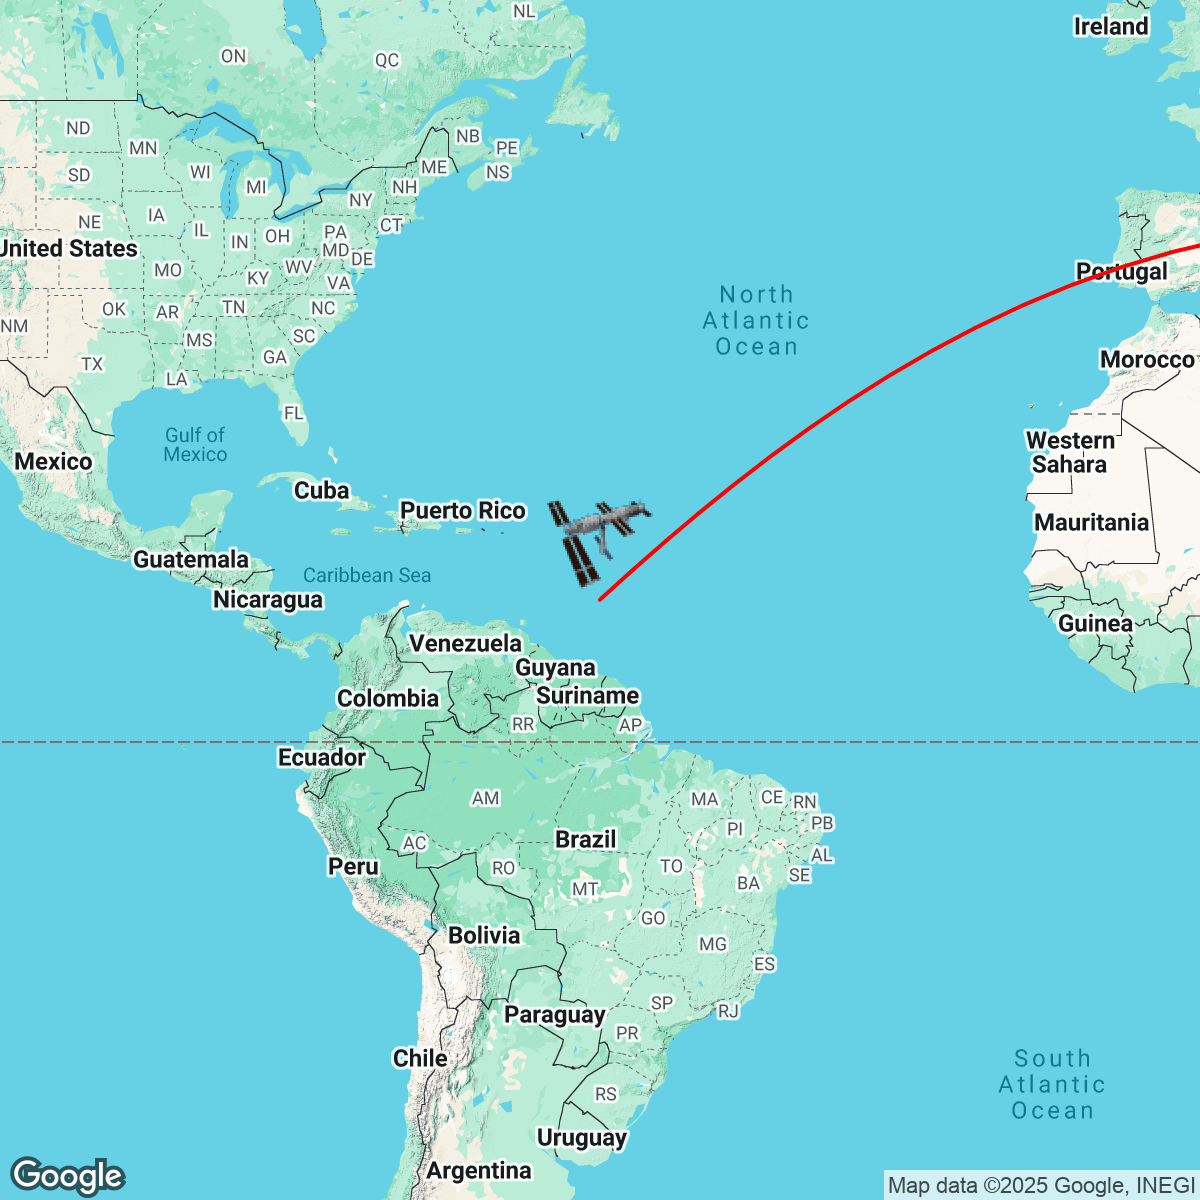 NL
Ireland
ON
QC
ND
MN
NB
PE
SD
WI
MI
ME
NS
NH
NY
NE
IA
IL
IN
OH
PA
CT
United States
MD
DE
MO
KY
WV
VA
Portugal
North
Atlantic
Ocean
OK
AR
TN
NC
NM
MS
SC
GA
TX
LA
Morocco
FL
Gulf of
Mexico
Western
Sahara
Mexico
Cuba
Puerto Rico
Mauritania
Guatemala
Caribbean Sea
Nicaragua
Guinea
Venezuela
Guyana
Suriname
Colombia
RR
AP
Ecuador
AM
MA
CE
RN
PB
PI
Brazil
AC
AL
Peru
RO
TO
SE
MT
BA
GO
Bolivia
MG
ES
SP
RJ
Paraguay
PR
Chile
South
Atlantic
Ocean
RS
Uruguay
Argentina
Google
Map data ©2025 Google, INEGI